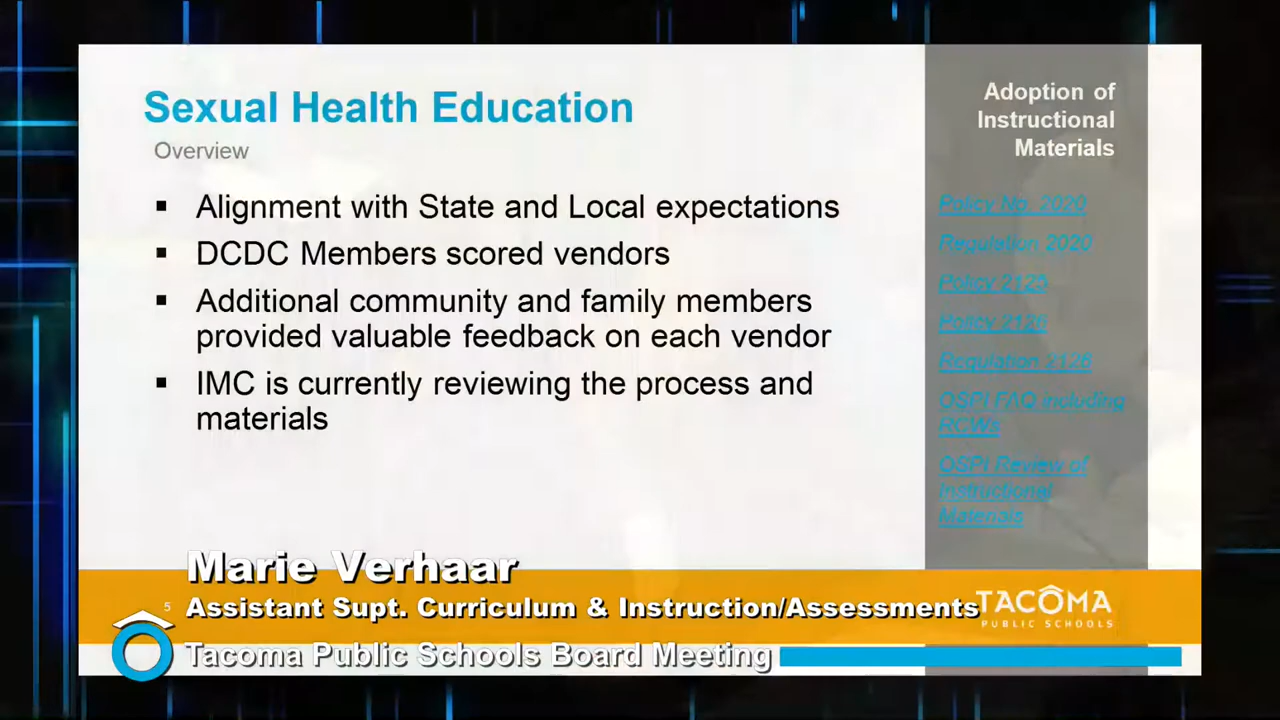 Sexual Health Education
Overview
▪ Alignment with State and Local expectations
▪ DCDC Members scored vendors
▪ Additional community and family members
provided valuable feedback on each vendor
▪ IMC is currently reviewing the process and
materials
Adoption of
Instructional
Materials
Policy No. 2020
Regulation 2020
Policy 2125
Policy 2126
Regulation 2126
OSPI FAQ including
RCWs
OSPI Review of
Instructional
Materials
Marie Verhaar
5
Assistant Supt. Curriculum & Instruction/Assessments
TACOMA
PUBLIC SCHOOLS
Tacoma Public Schools Board Meeting